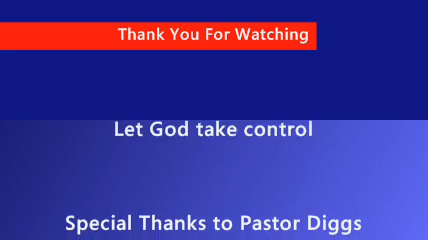 Thank You For Watching
Let God take control
Special Thanks to Pastor Diggs